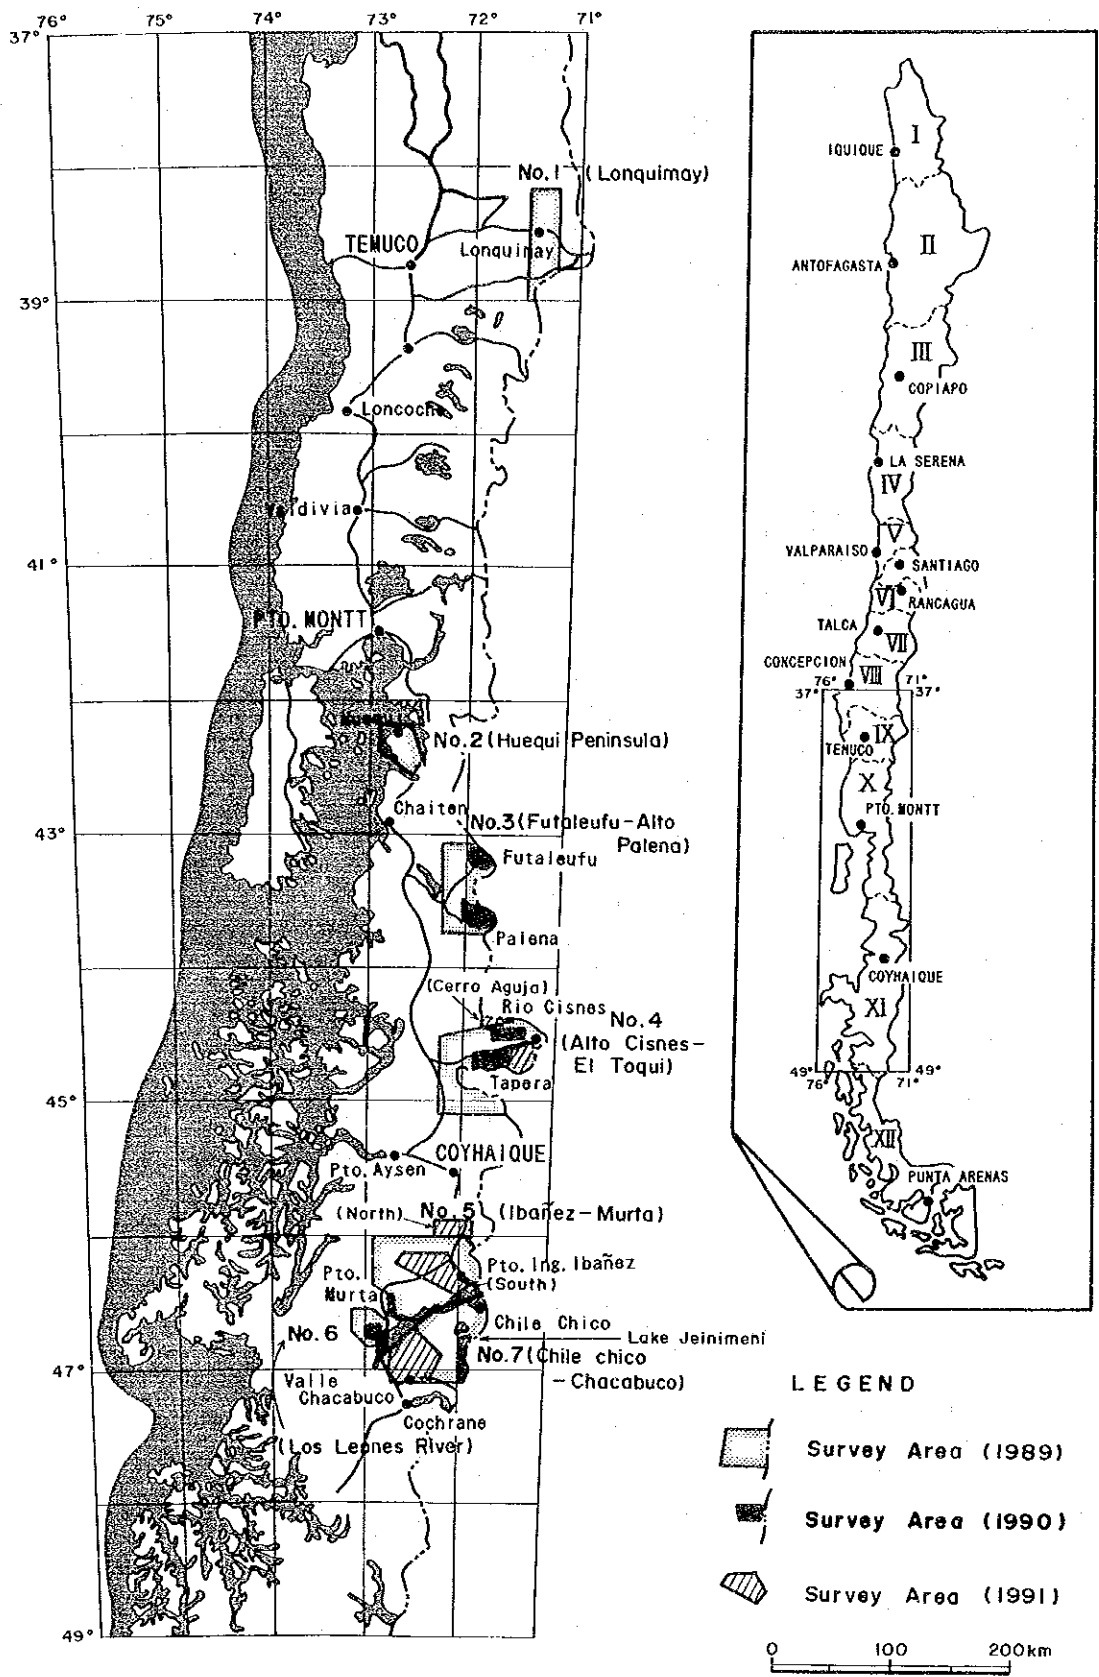 76° 75° 74° 73° 72° 71°
37°
No. 1 (Lonquimay)
TEMUCO
Lonquinay
39°
Loncoche
Valdivia
41°
PTO. MONTT
No. 2 (Huequi Peninsula)
Chaiten
No. 3 (Futaleufu-Alto
Palena)
43°
Futaleufu
Palena
(Cerro Aguja)
Rio Cisnes
No. 4
(Alto Cisnes-
El Toqui)
Tapera
45°
COYHAIQUE
Pto. Aysen
(North)
No. 5 (Ibañez-Murta)
Pto. Ing. Ibañez
(South)
Pto.
Murta
Chile Chico
No. 6
Lake Jeinimeni
No. 7 (Chile chico
-Chacabuco)
47°
Valle
Chacabuco
Cochrane
(Los Leones River)
49°
I
IQUIQUE
II
ANTOFAGASTA
III
COPIAPO
LA SERENA
IV
V
VALPARAISO
SANTIAGO
VI
RANCAGUA
TALCA
VII
CONCEPCION
VIII
76° 71°
37° 37°
IX
TEMUCO
X
PTO. MONTT
COYHAIQUE
XI
49° 49°
76° 71°
XII
PUNTA ARENAS
LEGEND
Survey Area (1989)
Survey Area (1990)
Survey Area (1991)
0 100 200km